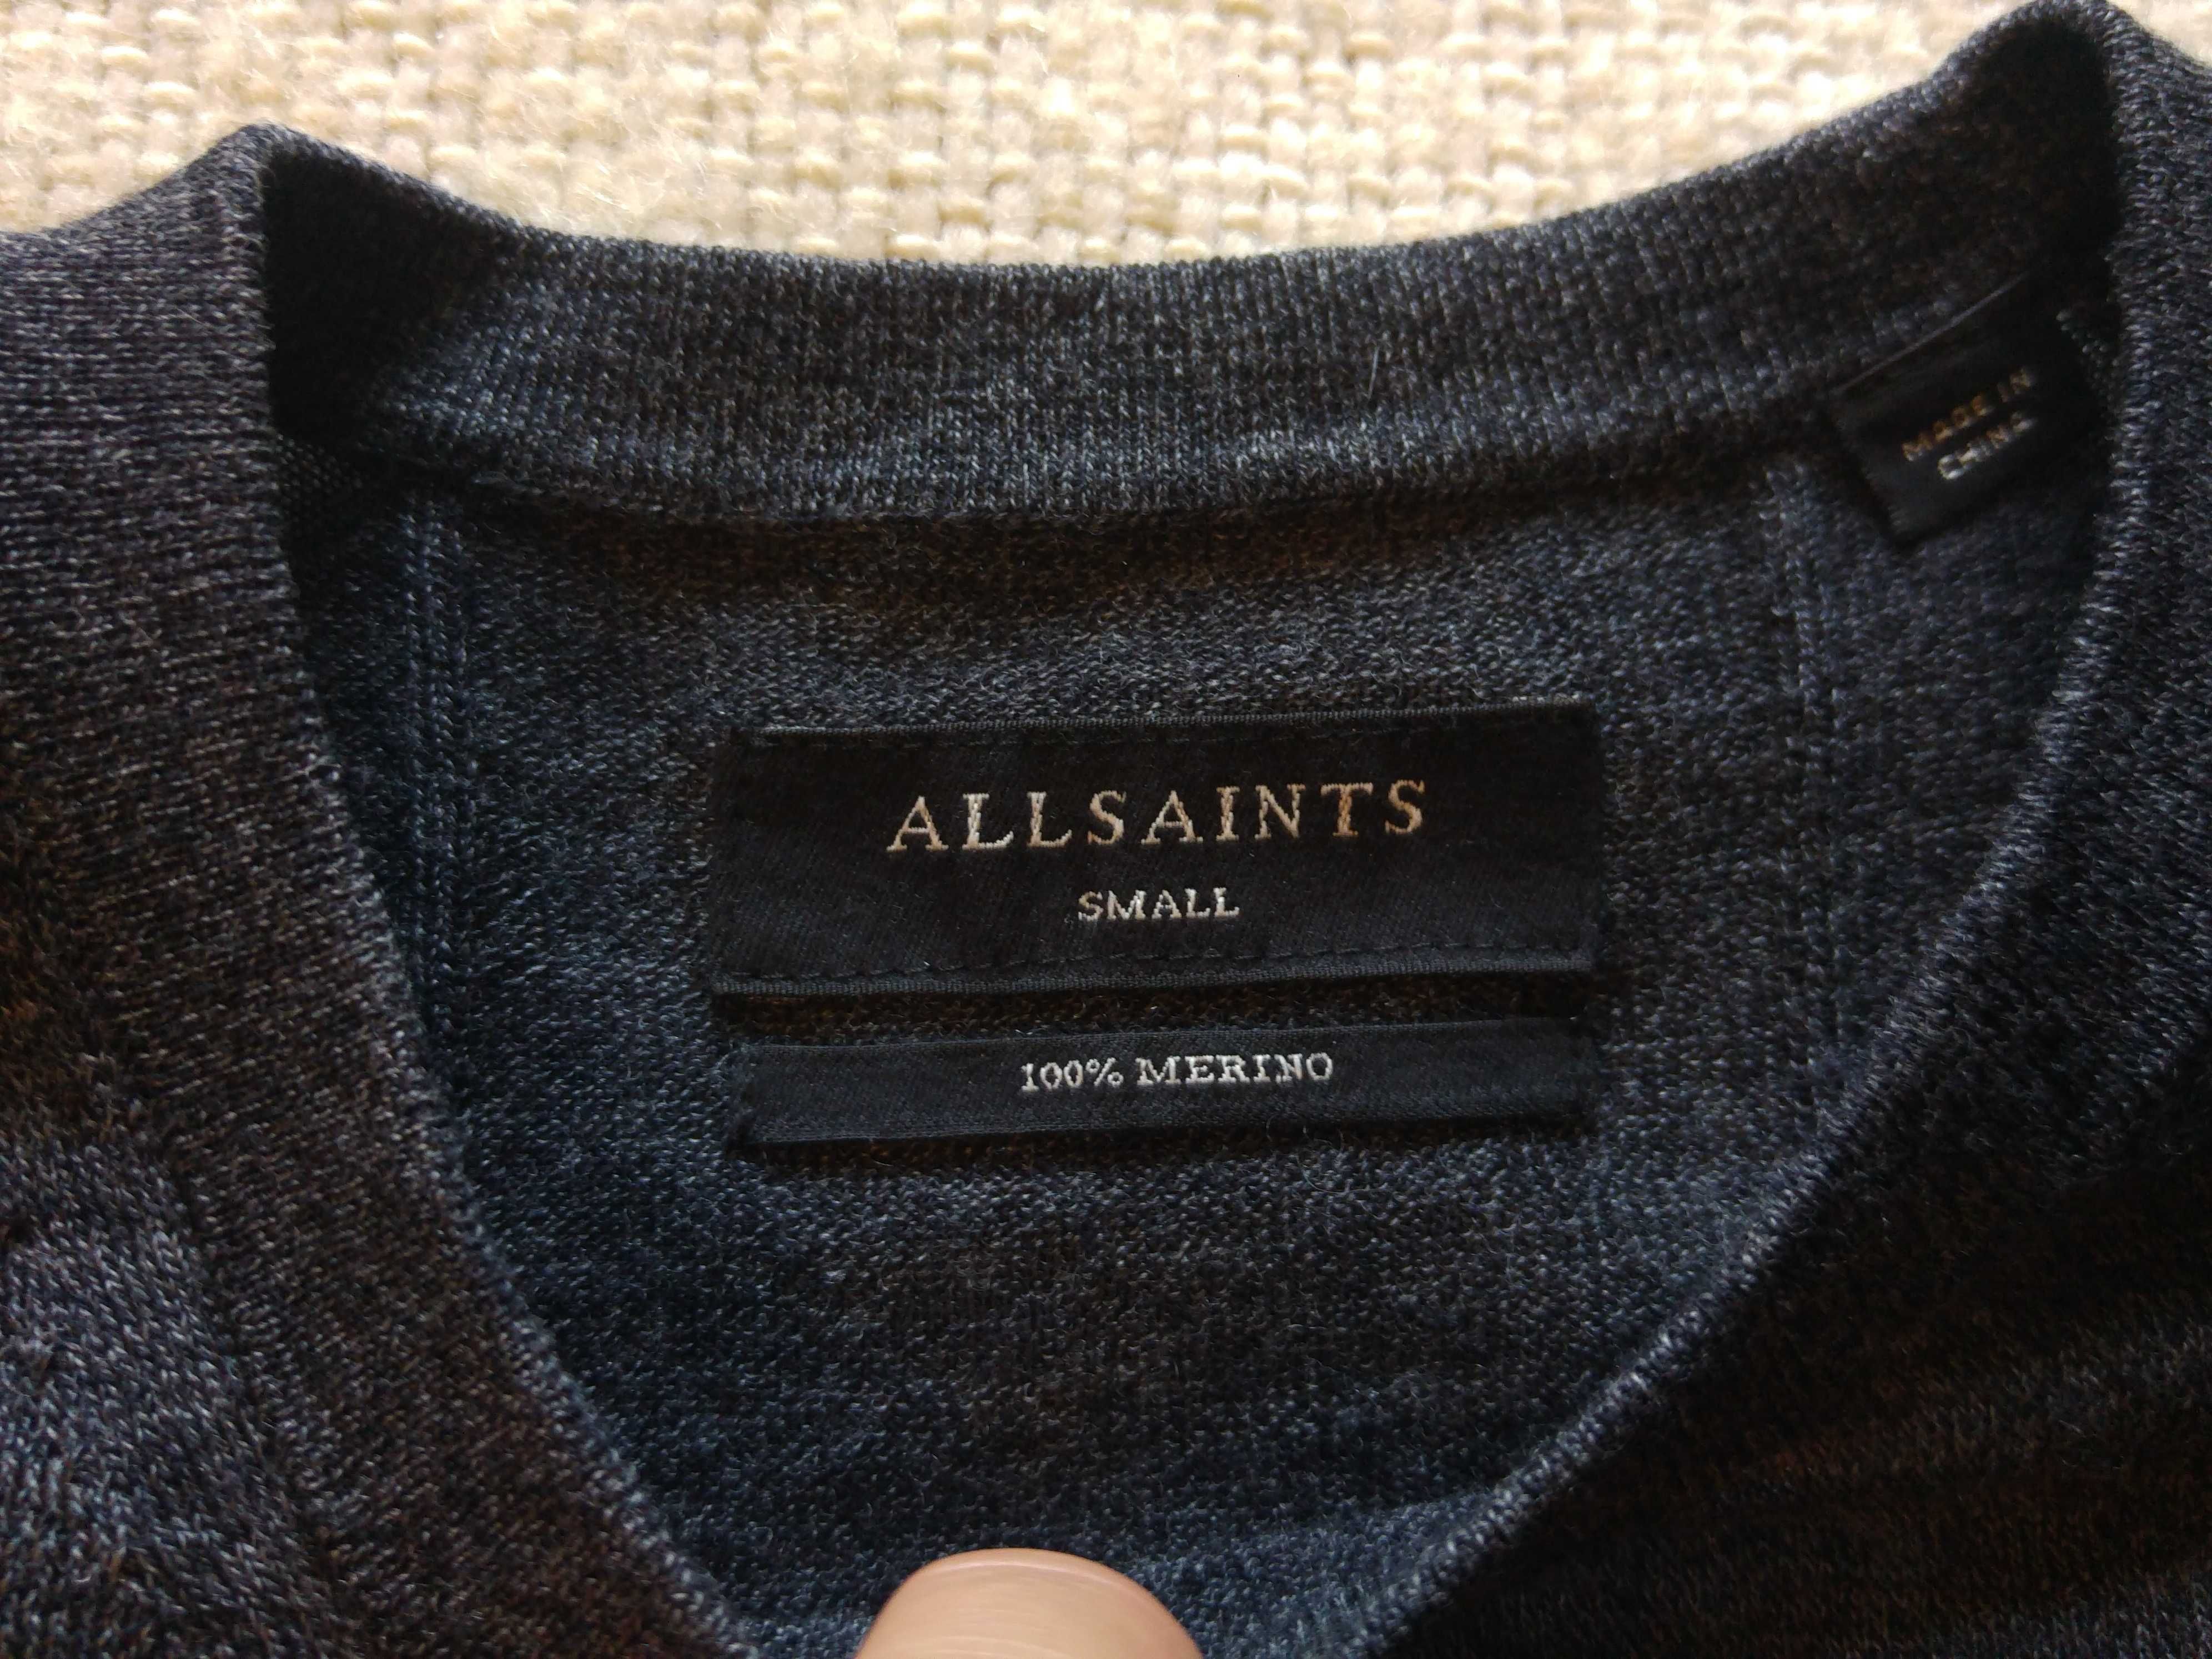 MADE IN
CHINA
ALLSAINTS
SMALL
100% MERINO